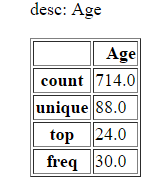 desc: Age
Age
count 714.0
unique 88.0
top 24.0
freq 30.0